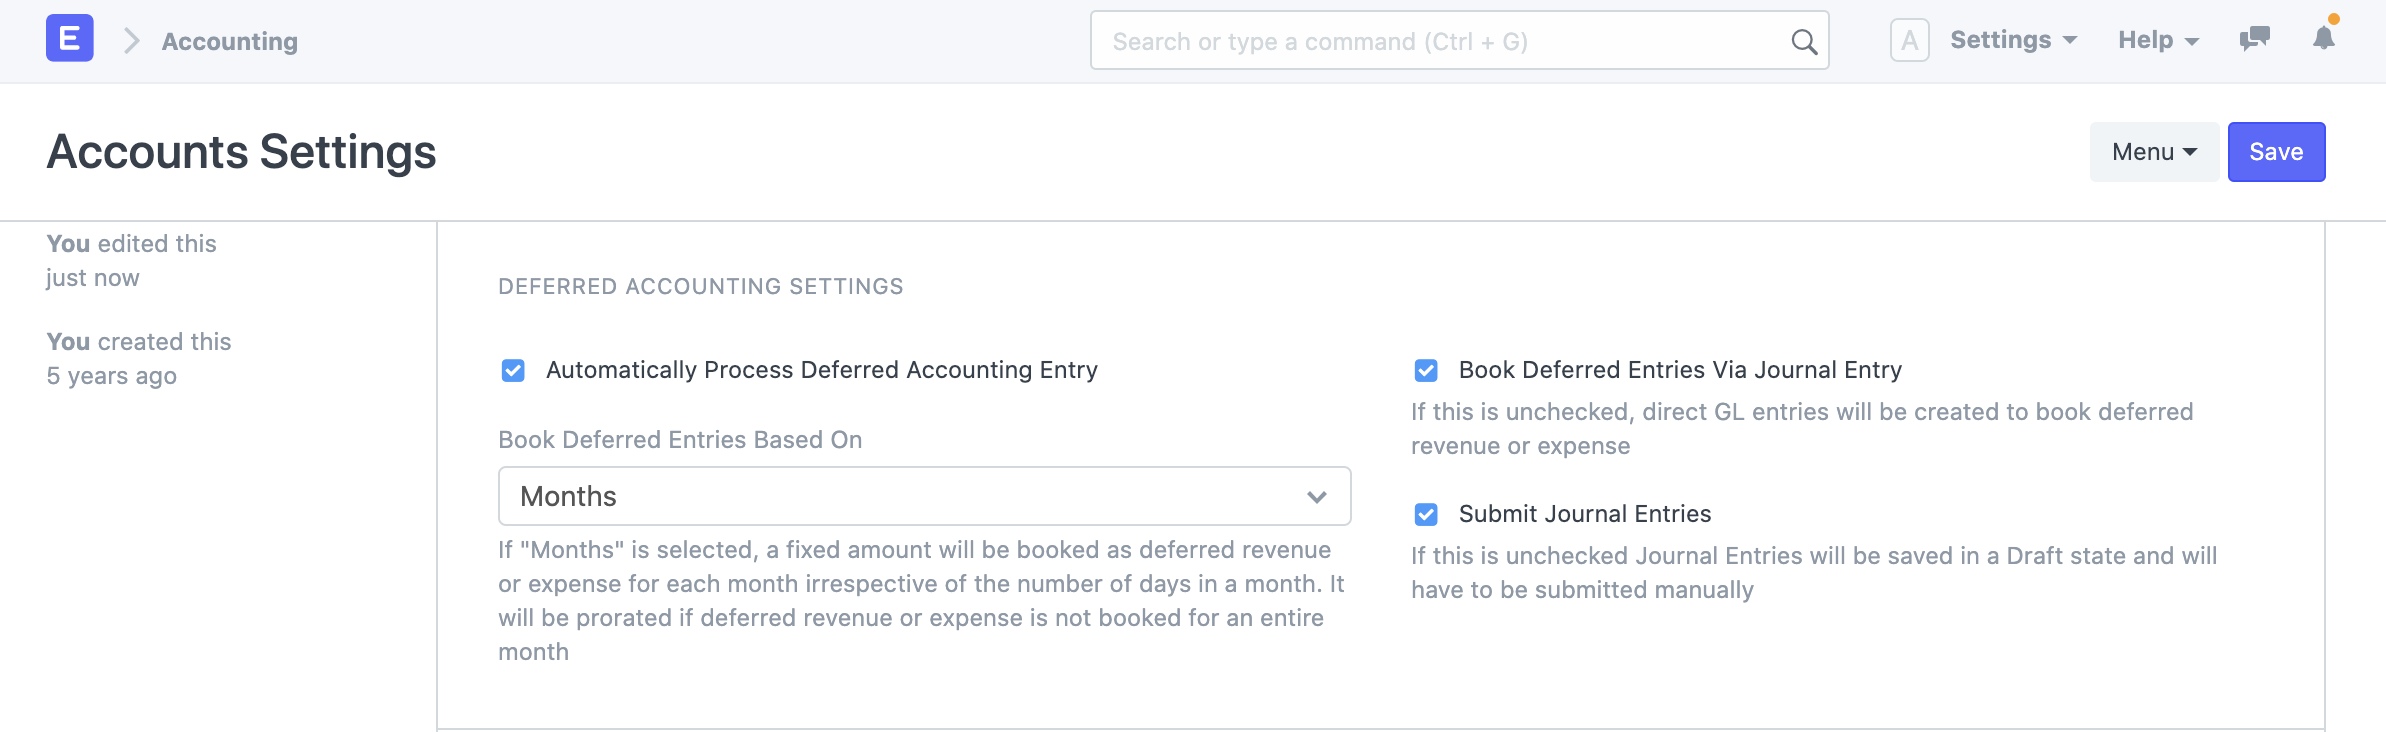 E
Accounting
Search or type a command (Ctrl + G)
A
Settings
Help
Accounts Settings
Menu
Save
You edited this
just now
You created this
5 years ago
DEFERRED ACCOUNTING SETTINGS
Automatically Process Deferred Accounting Entry
Book Deferred Entries Based On
Months
If "Months" is selected, a fixed amount will be booked as deferred revenue
or expense for each month irrespective of the number of days in a month. It
will be prorated if deferred revenue or expense is not booked for an entire
month
Book Deferred Entries Via Journal Entry
If this is unchecked, direct GL entries will be created to book deferred
revenue or expense
Submit Journal Entries
If this is unchecked Journal Entries will be saved in a Draft state and will
have to be submitted manually